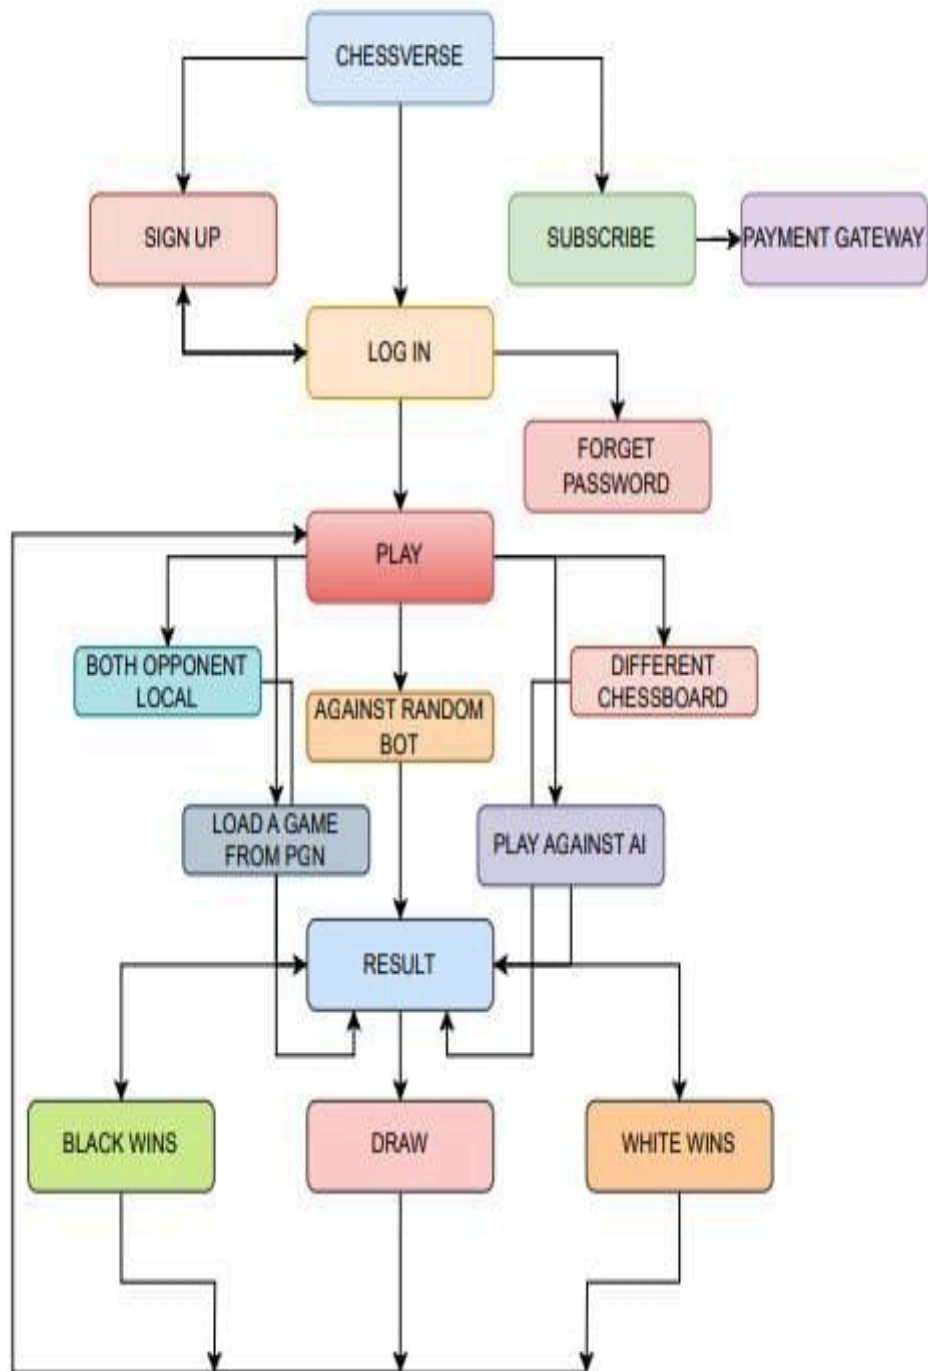 CHESSVERSE
SIGN UP
SUBSCRIBE
PAYMENT GATEWAY
LOG IN
FORGET
PASSWORD
PLAY
BOTH OPPONENT
LOCAL
AGAINST RANDOM
BOT
DIFFERENT
CHESSBOARD
LOAD A GAME
FROM PGN
PLAY AGAINST AI
RESULT
BLACK WINS
DRAW
WHITE WINS